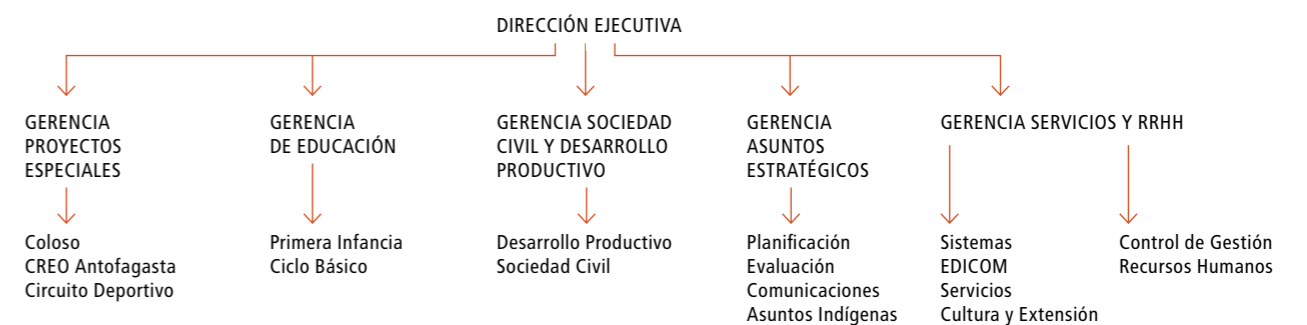 DIRECCIÓN EJECUTIVA
GERENCIA
PROYECTOS
ESPECIALES
GERENCIA
DE EDUCACIÓN
GERENCIA SOCIEDAD
CIVIL Y DESARROLLO
PRODUCTIVO
GERENCIA
ASUNTOS
ESTRATÉGICOS
GERENCIA SERVICIOS Y RRHH
Coloso
CREO Antofagasta
Circuito Deportivo
Primera Infancia
Ciclo Básico
Desarrollo Productivo
Sociedad Civil
Planificación
Evaluación
Comunicaciones
Asuntos Indígenas
Sistemas
EDICOM
Servicios
Cultura y Extensión
Control de Gestión
Recursos Humanos